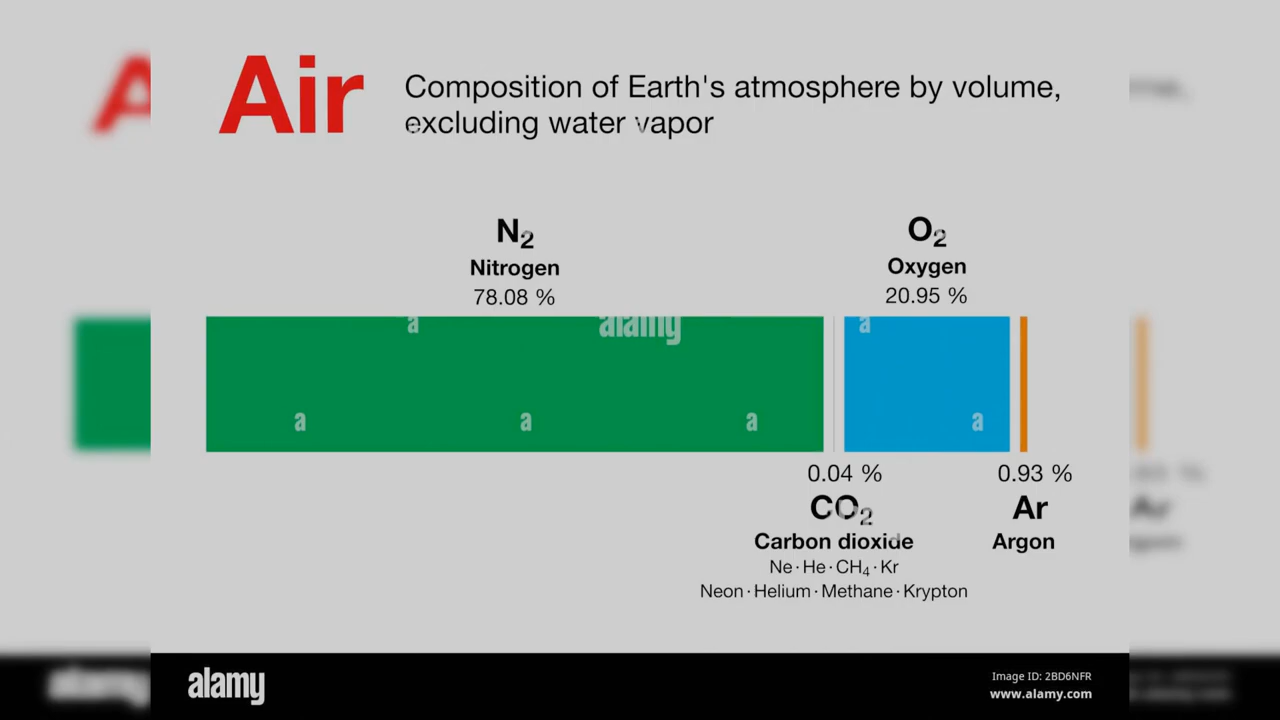 Air
Composition of Earth's atmosphere by volume,
excluding water vapor
N₂
Nitrogen
78.08 %
O₂
Oxygen
20.95 %
a
alamy
a
a
a
a
a
0.04 %
CO₂
Carbon dioxide
Ne · He · CH₄ · Kr
Neon · Helium · Methane · Krypton
0.93 %
Ar
Argon
alamy
Image ID: 2BD6NFR
www.alamy.com